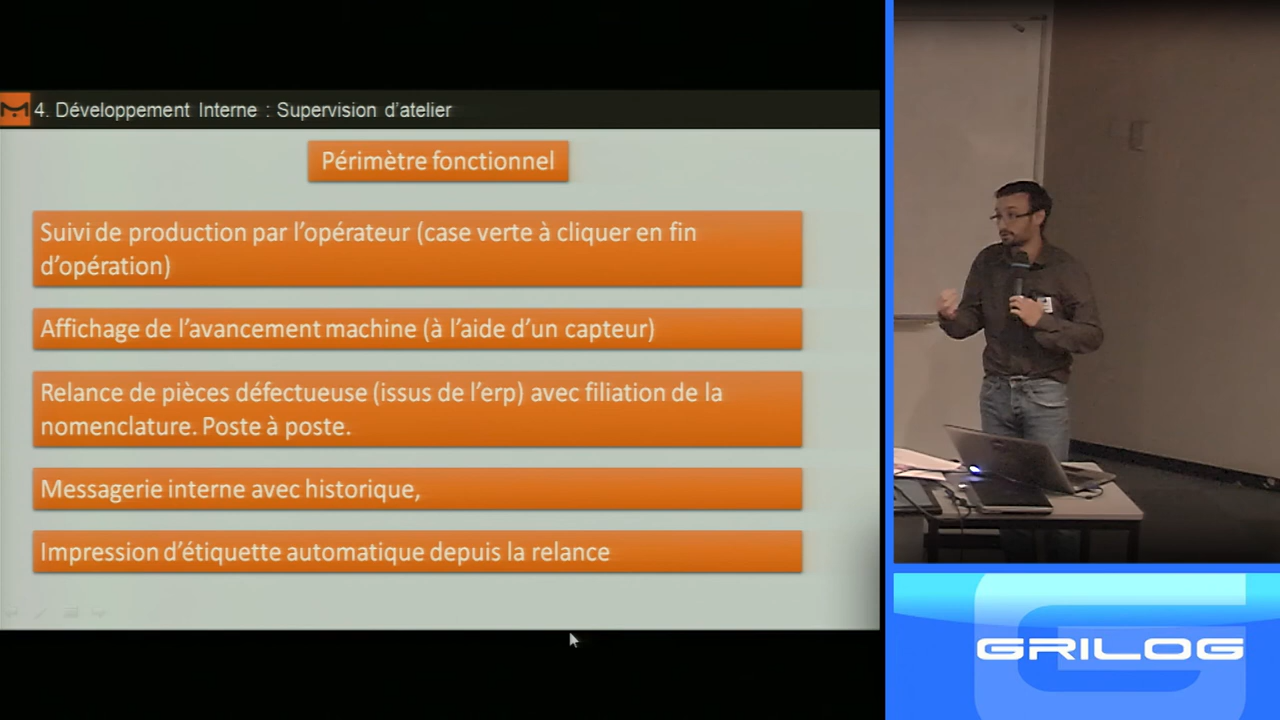 4. Développement Interne : Supervision d'atelier
Périmètre fonctionnel
Suivi de production par l'opérateur (case verte à cliquer en fin
d'opération)
Affichage de l'avancement machine (à l'aide d'un capteur)
Relance de pièces défectueuse (issus de l'erp) avec filiation de la
nomenclature. Poste à poste.
Messagerie interne avec historique,
Impression d'étiquette automatique depuis la relance
GRILOG